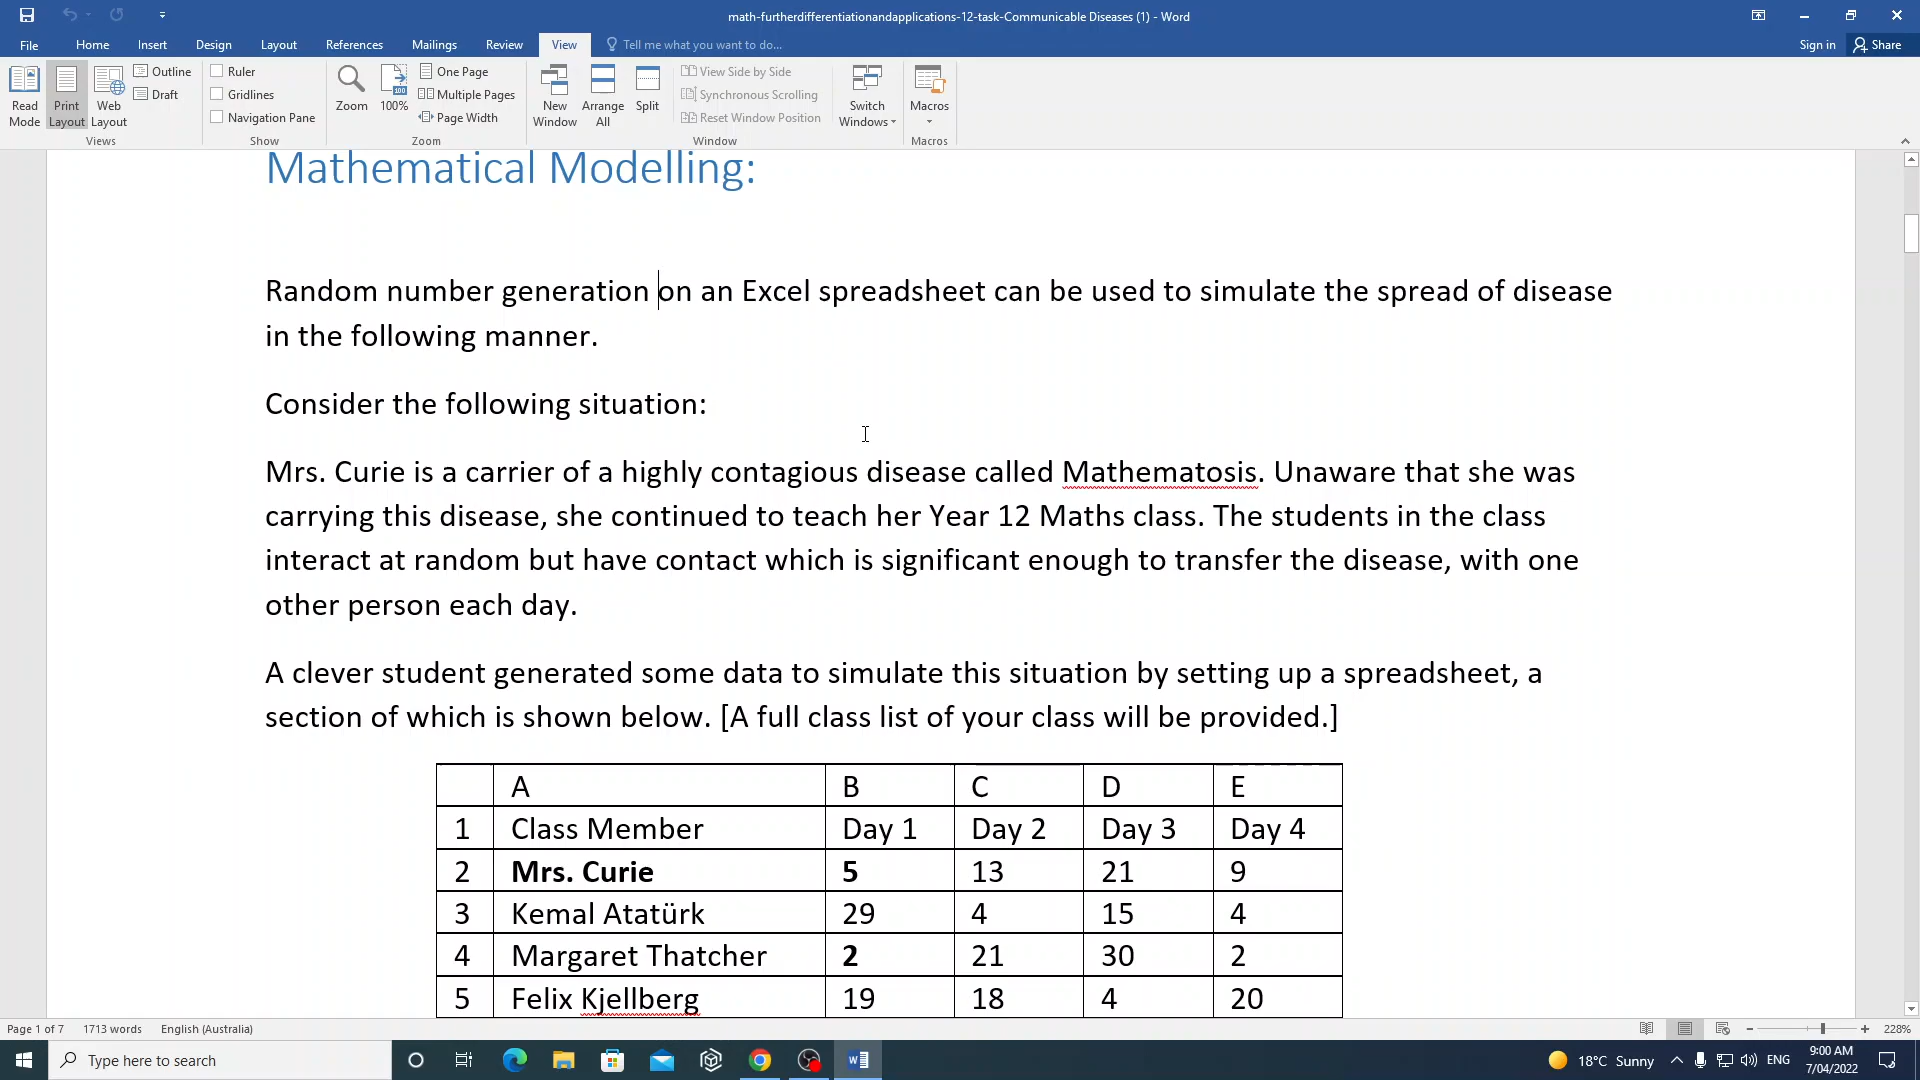 math-furtherdifferentiationandapplications-12-task-Communicable Diseases (1) - Word
File Home Insert Design Layout References Mailings Review View Tell me what you want to do... Sign in Share
Read Mode
Print Layout
Web Layout
Outline
Draft
Views
Ruler
Gridlines
Navigation Pane
Show
Zoom
100%
One Page
Multiple Pages
Page Width
Zoom
New Window
Arrange All
Split
View Side by Side
Synchronous Scrolling
Reset Window Position
Window
Switch Windows
Macros
Macros
Mathematical Modelling:
Random number generation on an Excel spreadsheet can be used to simulate the spread of disease
in the following manner.
Consider the following situation:
Mrs. Curie is a carrier of a highly contagious disease called Mathematosis. Unaware that she was
carrying this disease, she continued to teach her Year 12 Maths class. The students in the class
interact at random but have contact which is significant enough to transfer the disease, with one
other person each day.
A clever student generated some data to simulate this situation by setting up a spreadsheet, a
section of which is shown below. [A full class list of your class will be provided.]
A B C D E
1 Class Member Day 1 Day 2 Day 3 Day 4
2 Mrs. Curie 5 13 21 9
3 Kemal Atatürk 29 4 15 4
4 Margaret Thatcher 2 21 30 2
5 Felix Kjellberg 19 18 4 20
Page 1 of 7 1713 words English (Australia) 228%
Type here to search 18°C Sunny ENG 9:00 AM
7/04/2022